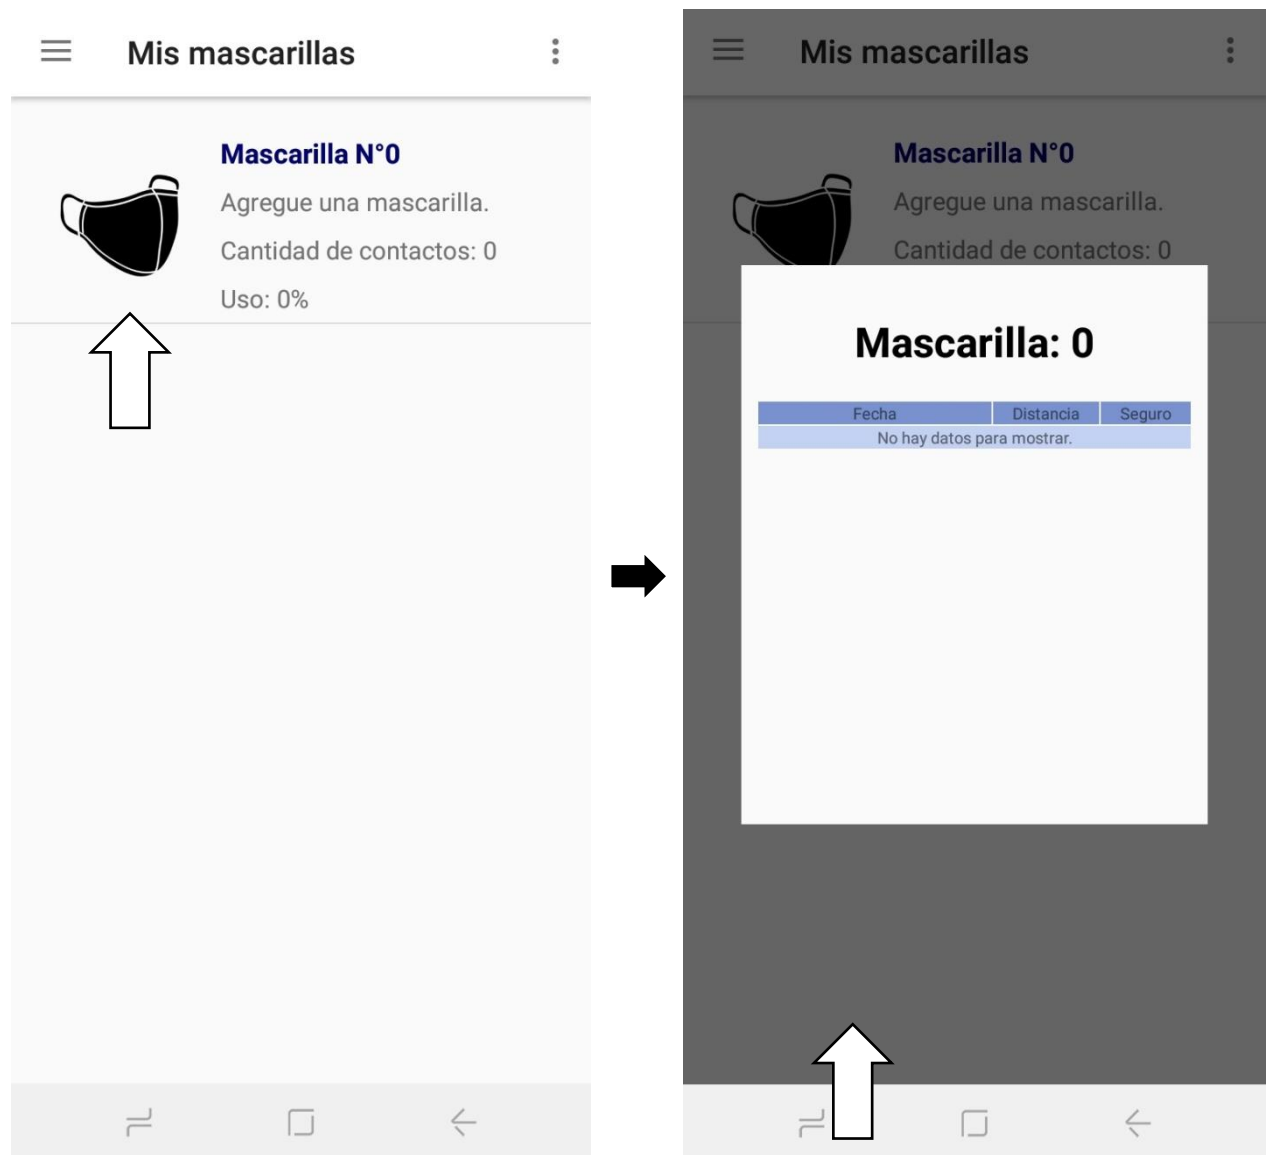 Mis mascarillas
Mascarilla N°0
Agregue una mascarilla.
Cantidad de contactos: 0
Uso: 0%
Mis mascarillas
Mascarilla N°0
Agregue una mascarilla.
Cantidad de contactos: 0
Mascarilla: 0
Fecha Distancia Seguro
No hay datos para mostrar.